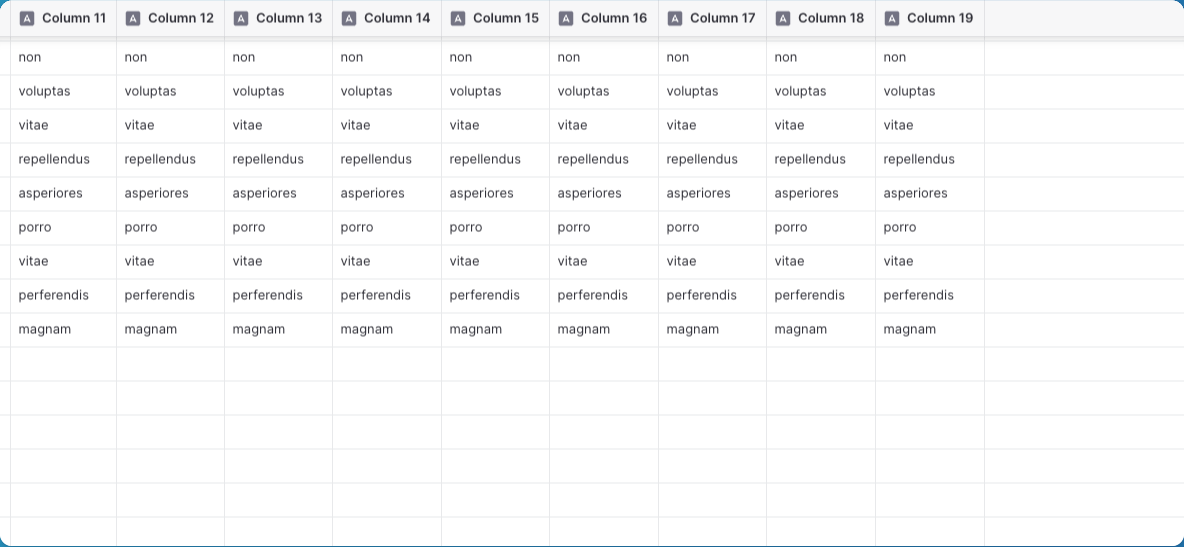 A Column 11 A Column 12 A Column 13 A Column 14 A Column 15 A Column 16 A Column 17 A Column 18 A Column 19
non non non non non non non non non
voluptas voluptas voluptas voluptas voluptas voluptas voluptas voluptas voluptas
vitae vitae vitae vitae vitae vitae vitae vitae vitae
repellendus repellendus repellendus repellendus repellendus repellendus repellendus repellendus repellendus
asperiores asperiores asperiores asperiores asperiores asperiores asperiores asperiores asperiores
porro porro porro porro porro porro porro porro porro
vitae vitae vitae vitae vitae vitae vitae vitae vitae
perferendis perferendis perferendis perferendis perferendis perferendis perferendis perferendis perferendis
magnam magnam magnam magnam magnam magnam magnam magnam magnam